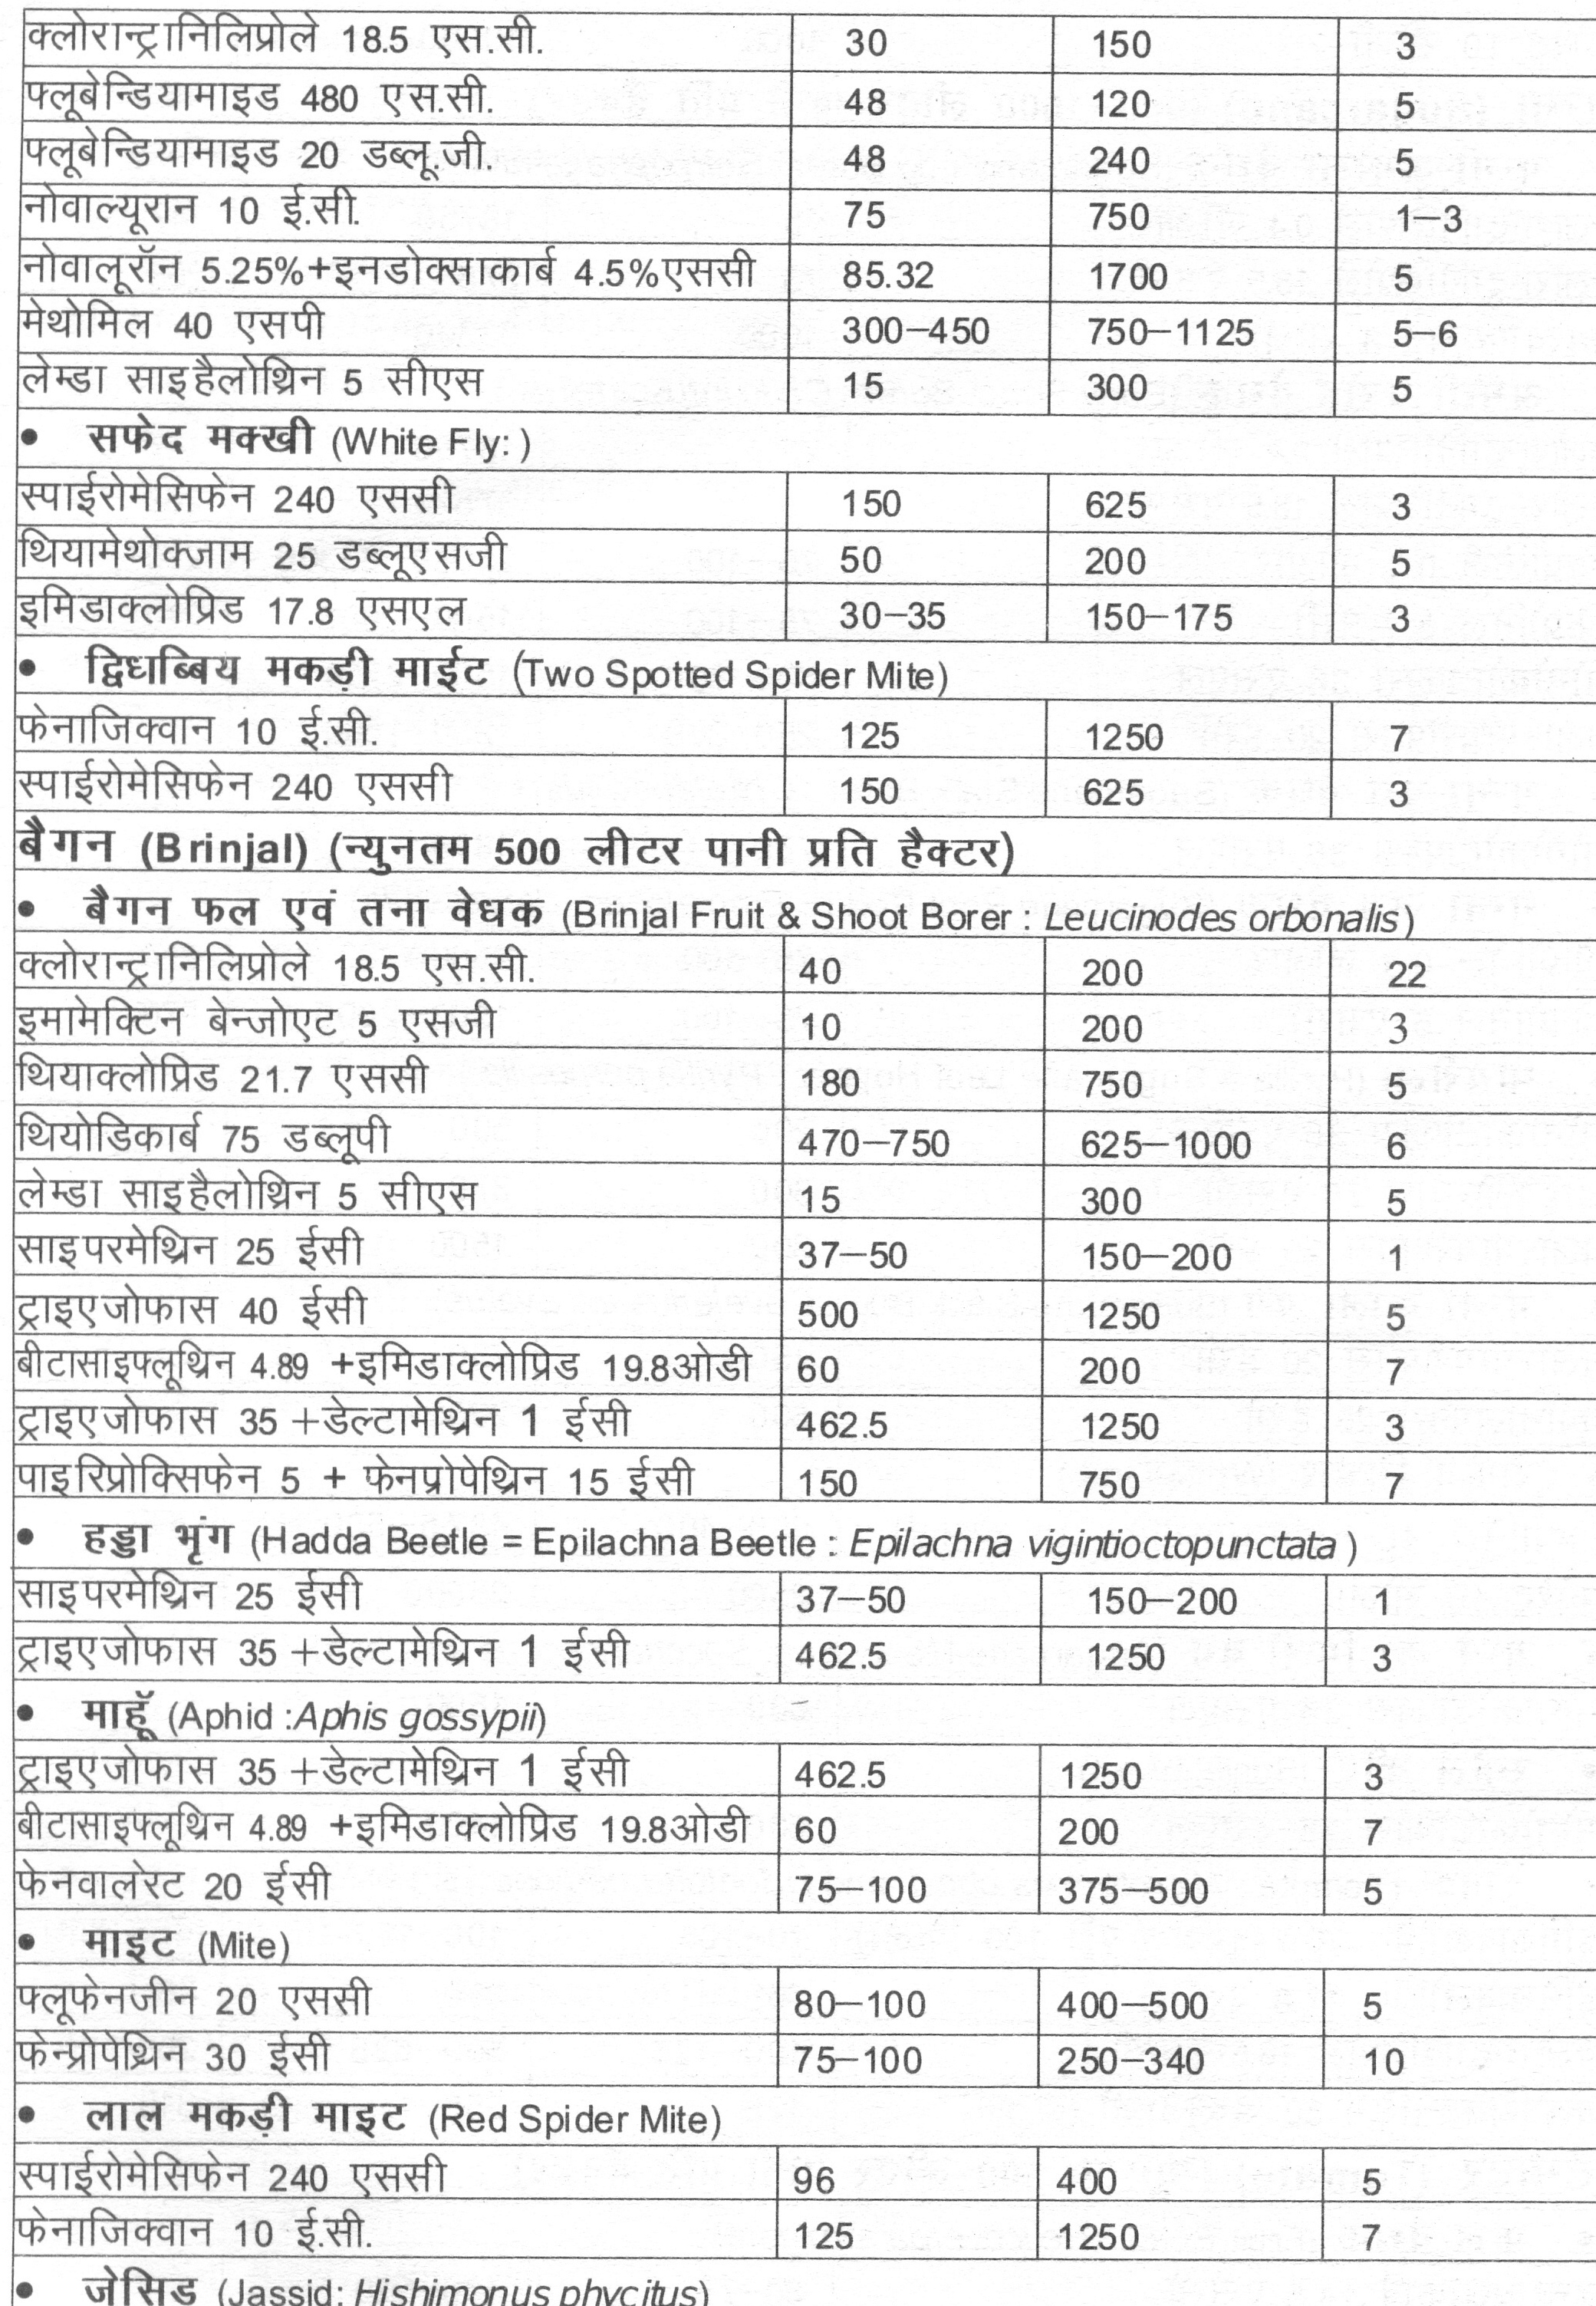 क्लोरान्ट्रानिलिप्रोले 18.5 एस.सी. 30 150 3
फ्लूबेन्डियामाइड 480 एस.सी. 48 120 5
फ्लूबेन्डियामाइड 20 डब्लू.जी. 48 240 5
नोवाल्यूरान 10 ई.सी. 75 750 1–3
नोवालूरॉन 5.25%+इनडोक्साकार्ब 4.5%एससी 85.32 1700 5
मेथोमिल 40 एसपी 300–450 750–1125 5–6
लेम्डा साइहैलोथ्रिन 5 सीएस 15 300 5
• सफेद मक्खी (White Fly: )
स्पाईरोमेसिफेन 240 एससी 150 625 3
थियामेथोक्जाम 25 डब्लूएसजी 50 200 5
इमिडाक्लोप्रिड 17.8 एसएल 30–35 150–175 3
• द्विधब्बिय मकड़ी माईट (Two Spotted Spider Mite)
फेनाजिक्वान 10 ई.सी. 125 1250 7
स्पाईरोमेसिफेन 240 एससी 150 625 3
बैगन (Brinjal) (न्युनतम 500 लीटर पानी प्रति हैक्टर)
• बैगन फल एवं तना वेधक (Brinjal Fruit & Shoot Borer : Leucinodes orbonalis)
क्लोरान्ट्रानिलिप्रोले 18.5 एस.सी. 40 200 22
इमामेक्टिन बेन्जोएट 5 एसजी 10 200 3
थियाक्लोप्रिड 21.7 एससी 180 750 5
थियोडिकार्ब 75 डब्लूपी 470–750 625–1000 6
लेम्डा साइहैलोथ्रिन 5 सीएस 15 300 5
साइपरमेथ्रिन 25 ईसी 37–50 150–200 1
ट्राइएजोफास 40 ईसी 500 1250 5
बीटासाइफ्लूथ्रिन 4.89 +इमिडाक्लोप्रिड 19.8ओडी 60 200 7
ट्राइएजोफास 35 +डेल्टामेथ्रिन 1 ईसी 462.5 1250 3
पाइरिप्रोक्सिफेन 5 + फेनप्रोपेथ्रिन 15 ईसी 150 750 7
• हड्डा भृंग (Hadda Beetle = Epilachna Beetle : Epilachna vigintioctopunctata )
साइपरमेथ्रिन 25 ईसी 37–50 150–200 1
ट्राइएजोफास 35 +डेल्टामेथ्रिन 1 ईसी 462.5 1250 3
• माहूॅ (Aphid :Aphis gossypii)
ट्राइएजोफास 35 +डेल्टामेथ्रिन 1 ईसी 462.5 1250 3
बीटासाइफ्लूथ्रिन 4.89 +इमिडाक्लोप्रिड 19.8ओडी 60 200 7
फेनवालरेट 20 ईसी 75–100 375–500 5
• माइट (Mite)
फ्लूफेनजीन 20 एससी 80–100 400–500 5
फेन्प्रोपेथ्रिन 30 ईसी 75–100 250–340 10
• लाल मकड़ी माइट (Red Spider Mite)
स्पाईरोमेसिफेन 240 एससी 96 400 5
फेनाजिक्वान 10 ई.सी. 125 1250 7
• जेसिड (Jassid: Hishimonus phycitus)